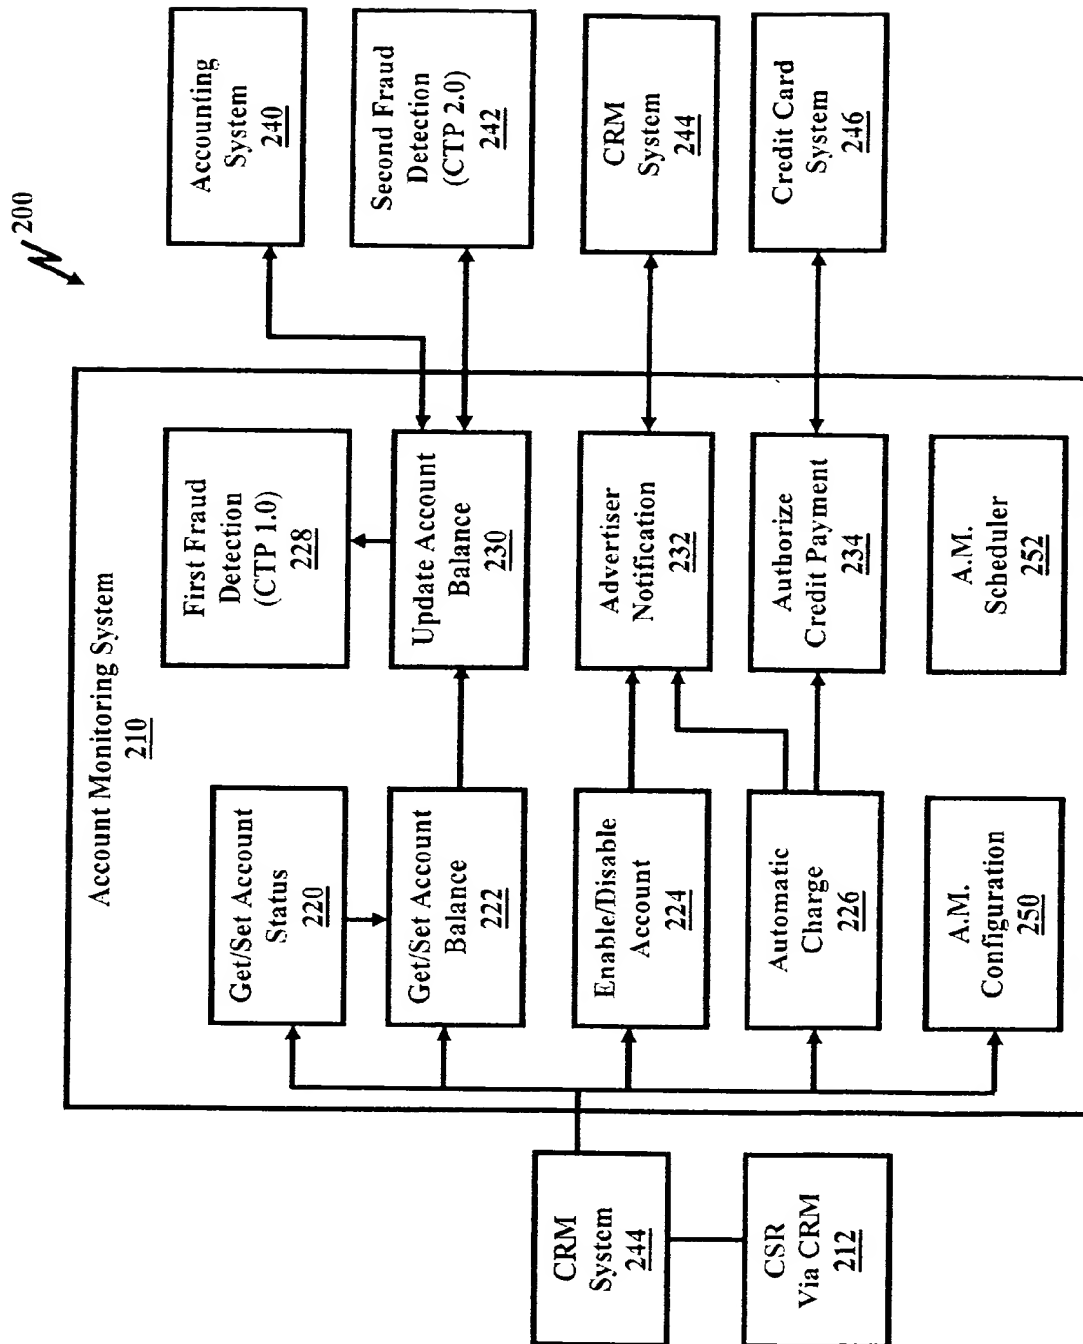 200
Account Monitoring System
210
CRM
System
244
CSR
Via CRM
212
Get/Set Account
Status
220
Get/Set Account
Balance
222
Enable/Disable
Account
224
Automatic
Charge
226
A.M.
Configuration
250
First Fraud
Detection
(CTP 1.0)
228
Update Account
Balance
230
Advertiser
Notification
232
Authorize
Credit Payment
234
A.M.
Scheduler
252
Accounting
System
240
Second Fraud
Detection
(CTP 2.0)
242
CRM
System
244
Credit Card
System
246